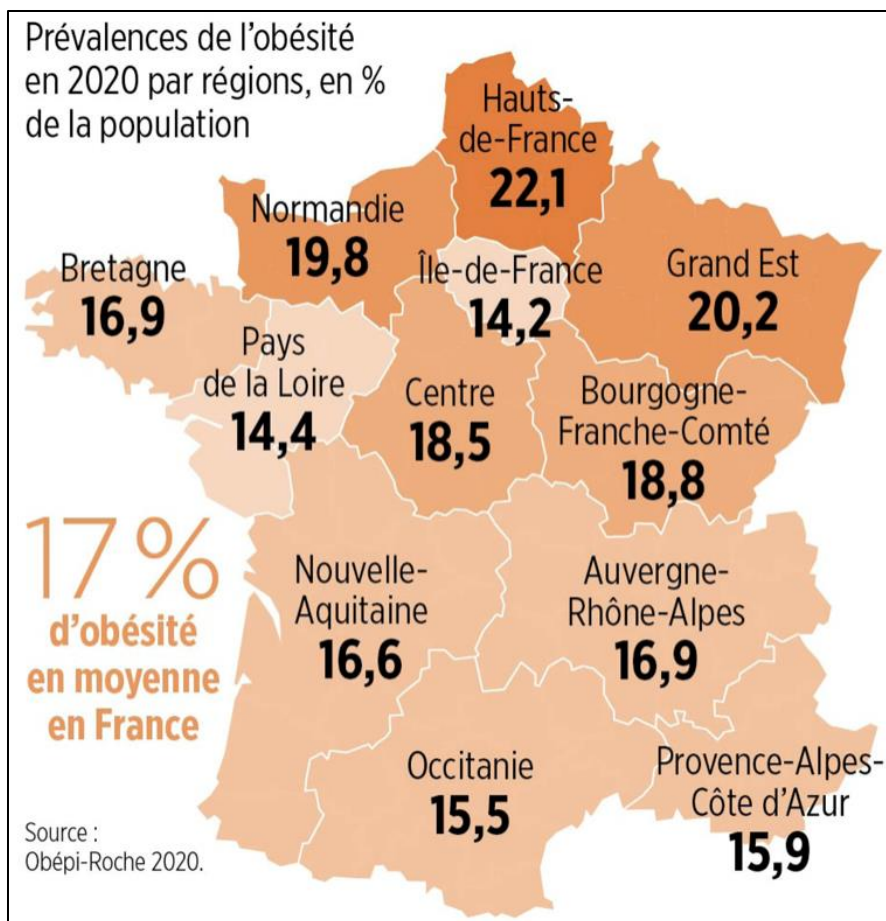 Prévalences de l'obésité
en 2020 par régions, en %
de la population
Hauts-
de-France
22,1
Normandie
19,8
Île-de-France
14,2
Grand Est
20,2
Bretagne
16,9
Pays
de la Loire
14,4
Centre
18,5
Bourgogne-
Franche-Comté
18,8
17 %
d'obésité
en moyenne
en France
Nouvelle-
Aquitaine
16,6
Auvergne-
Rhône-Alpes
16,9
Occitanie
15,5
Provence-Alpes-
Côte d'Azur
15,9
Source :
Obépi-Roche 2020.